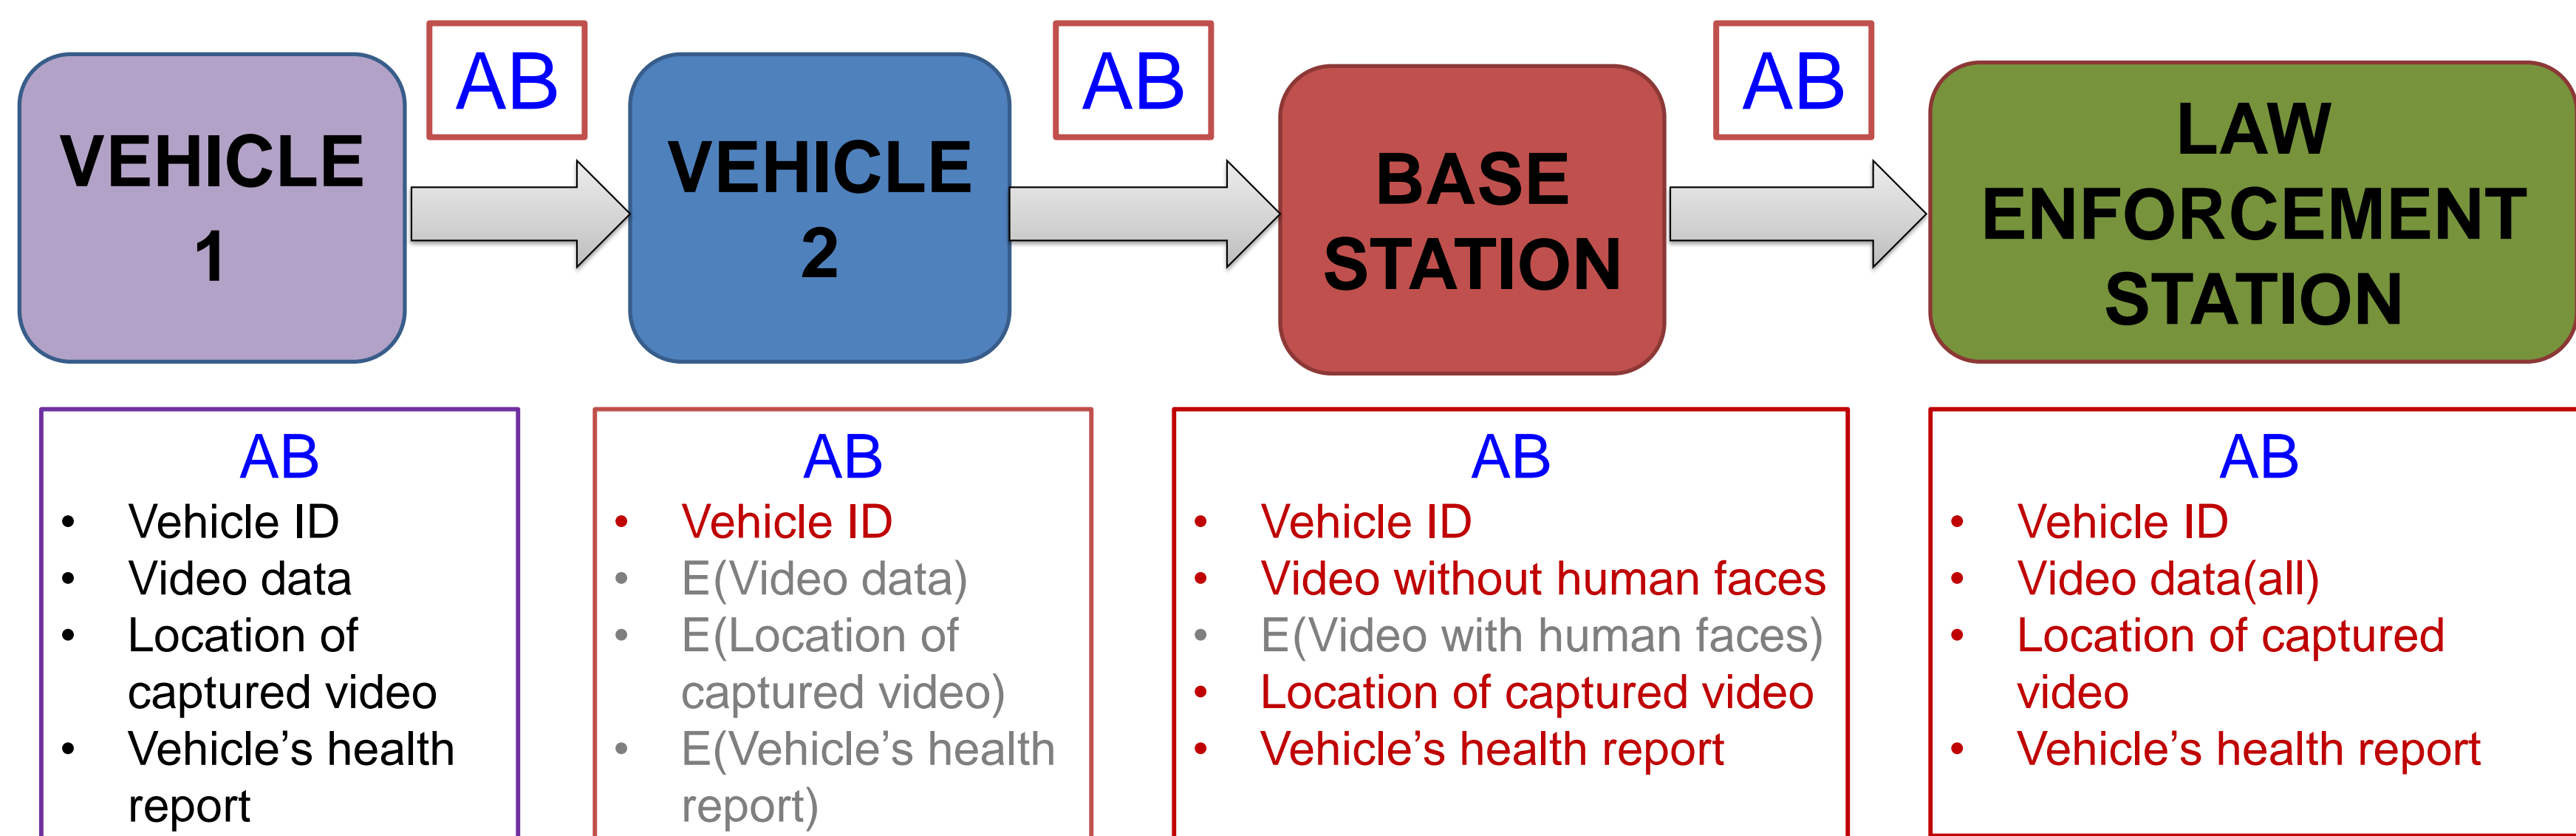 AB
AB
AB
VEHICLE
1
VEHICLE
2
BASE
STATION
LAW
ENFORCEMENT
STATION
AB
• Vehicle ID
• Video data
• Location of
captured video
• Vehicle’s health
report
AB
• Vehicle ID
• E(Video data)
• E(Location of
captured video)
• E(Vehicle’s health
report)
AB
• Vehicle ID
• Video without human faces
• E(Video with human faces)
• Location of captured video
• Vehicle’s health report
AB
• Vehicle ID
• Video data(all)
• Location of captured
video
• Vehicle’s health report